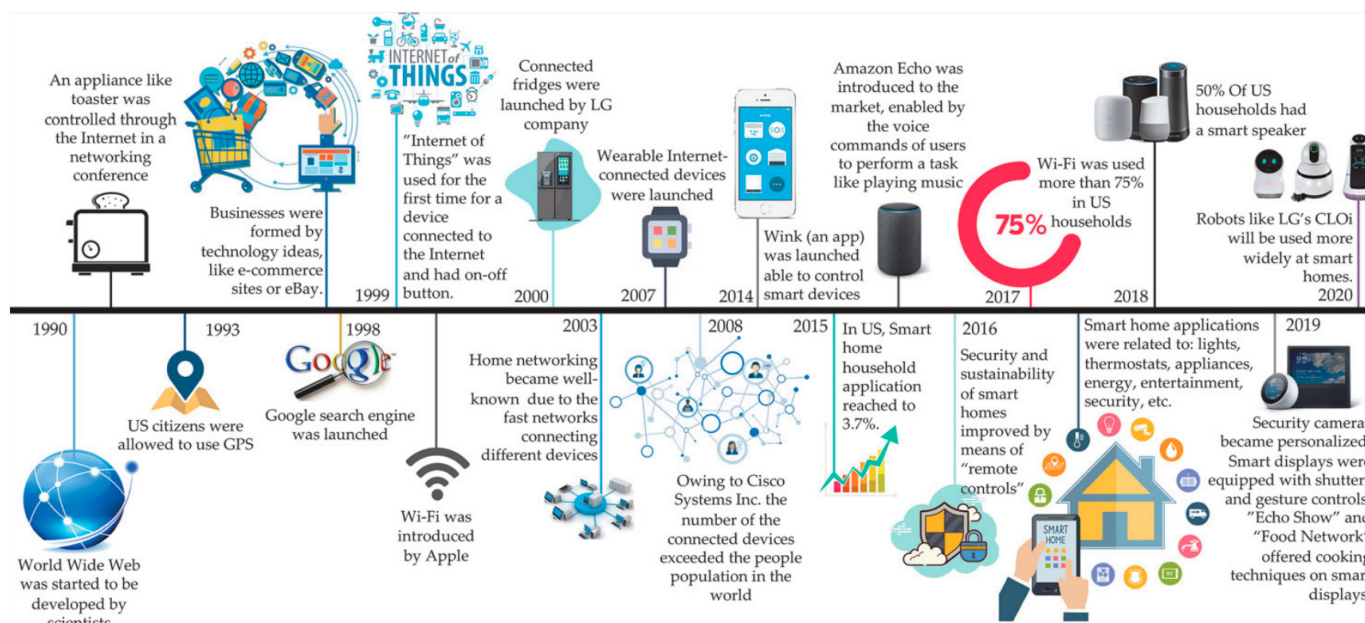 An appliance like
toaster was
controlled through
the Internet in a
networking
conference
Businesses were
formed by
technology ideas,
like e-commerce
sites or eBay.
INTERNET of
THINGS
"Internet of
Things" was
used for the
first time for a
device
connected to
the Internet
and had on-off
button.
1999
Connected
fridges were
launched by LG
company
2000
Wearable Internet-
connected devices
were launched
2007
2014
Wink (an app)
was launched
able to control
smart devices
Amazon Echo was
introduced to the
market, enabled by
the voice
commands of users
to perform a task
like playing music
75%
Wi-Fi was used
more than 75%
in US
households
2017
2018
50% Of US
households had
a smart speaker
Robots like LG's CLOi
will be used more
widely at smart
homes.
2020
1990
World Wide Web
was started to be
developed by
scientists
1993
US citizens were
allowed to use GPS
1998
Google
Google search engine
was launched
Wi-Fi was
introduced
by Apple
2003
Home networking
became well-
known due to the
fast networks
connecting
different devices
2008
Owing to Cisco
Systems Inc. the
number of the
connected devices
exceeded the people
population in the
world
2015
In US, Smart
home
household
application
reached to
3.7%.
2016
Security and
sustainability
of smart
homes
improved by
means of
"remote
controls"
Smart home applications
were related to: lights,
thermostats, appliances,
energy, entertainment,
security, etc.
SMART
HOME
2019
Security camera
became personalized
Smart displays were
equipped with shutter
and gesture controls
"Echo Show" and
"Food Network"
offered cooking
techniques on smart
displays